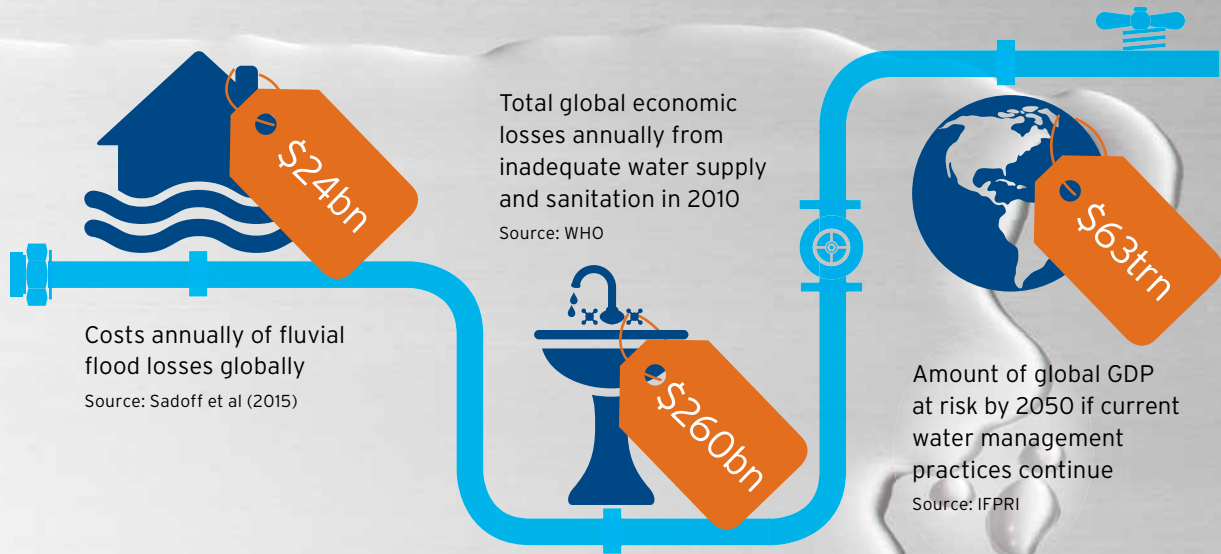 $24bn
Costs annually of fluvial
flood losses globally
Source: Sadoff et al (2015)
Total global economic
losses annually from
inadequate water supply
and sanitation in 2010
Source: WHO
$260bn
$63trn
Amount of global GDP
at risk by 2050 if current
water management
practices continue
Source: IFPRI